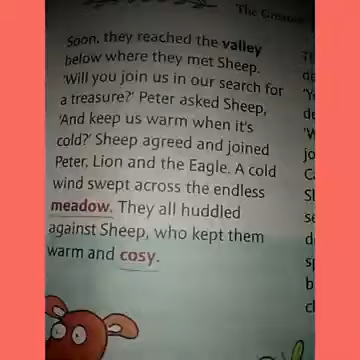 The Greatest
Soon, they reached the valley
below where they met Sheep.
'Will you join us in our search for
a treasure?' Peter asked Sheep,
'And keep us warm when it's
cold?' Sheep agreed and joined
Peter, Lion and the Eagle. A cold
wind swept across the endless
meadow. They all huddled
against Sheep, who kept them
warm and cosy.